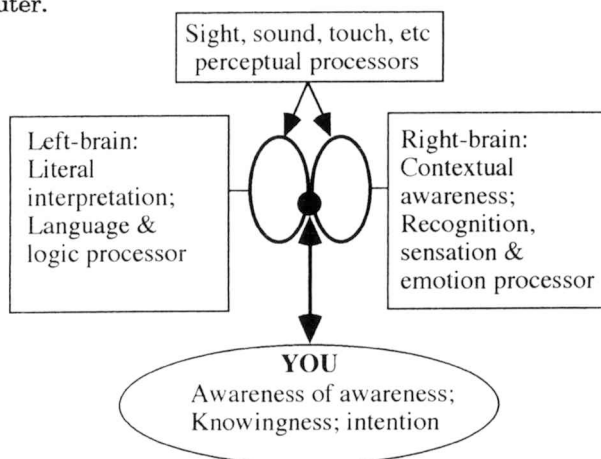 uter.
Sight, sound, touch, etc
perceptual processors
Left-brain:
Literal
interpretation;
Language &
logic processor
Right-brain:
Contextual
awareness;
Recognition,
sensation &
emotion processor
YOU
Awareness of awareness;
Knowingness; intention